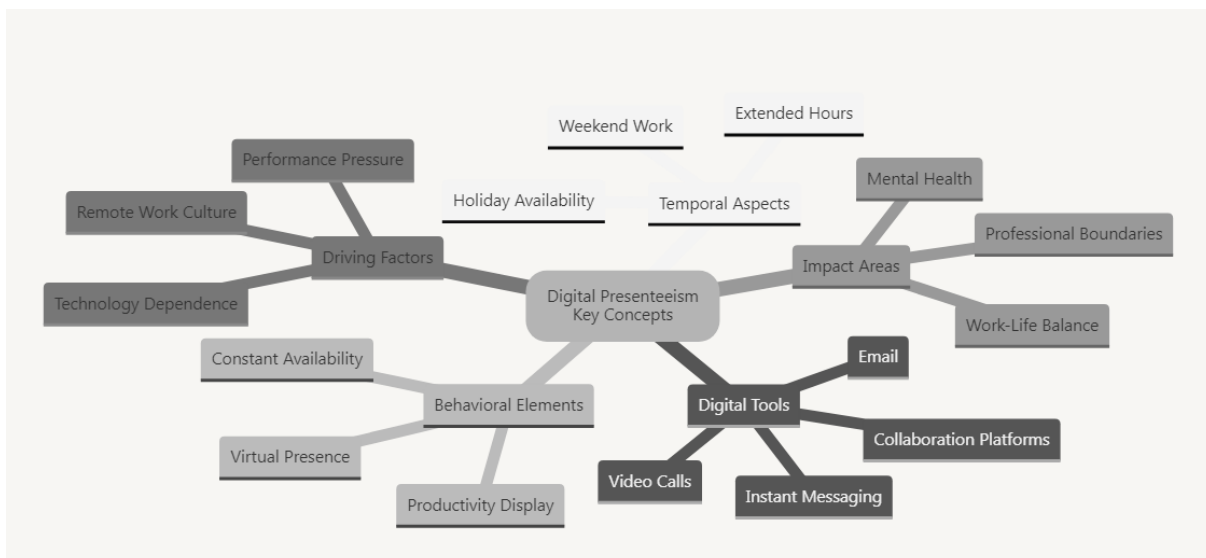 Extended Hours
Weekend Work
Performance Pressure
Mental Health
Holiday Availability
Temporal Aspects
Remote Work Culture
Professional Boundaries
Driving Factors
Impact Areas
Technology Dependence
Digital Presenteeism
Key Concepts
Work-Life Balance
Constant Availability
Email
Behavioral Elements
Digital Tools
Collaboration Platforms
Virtual Presence
Video Calls
Instant Messaging
Productivity Display